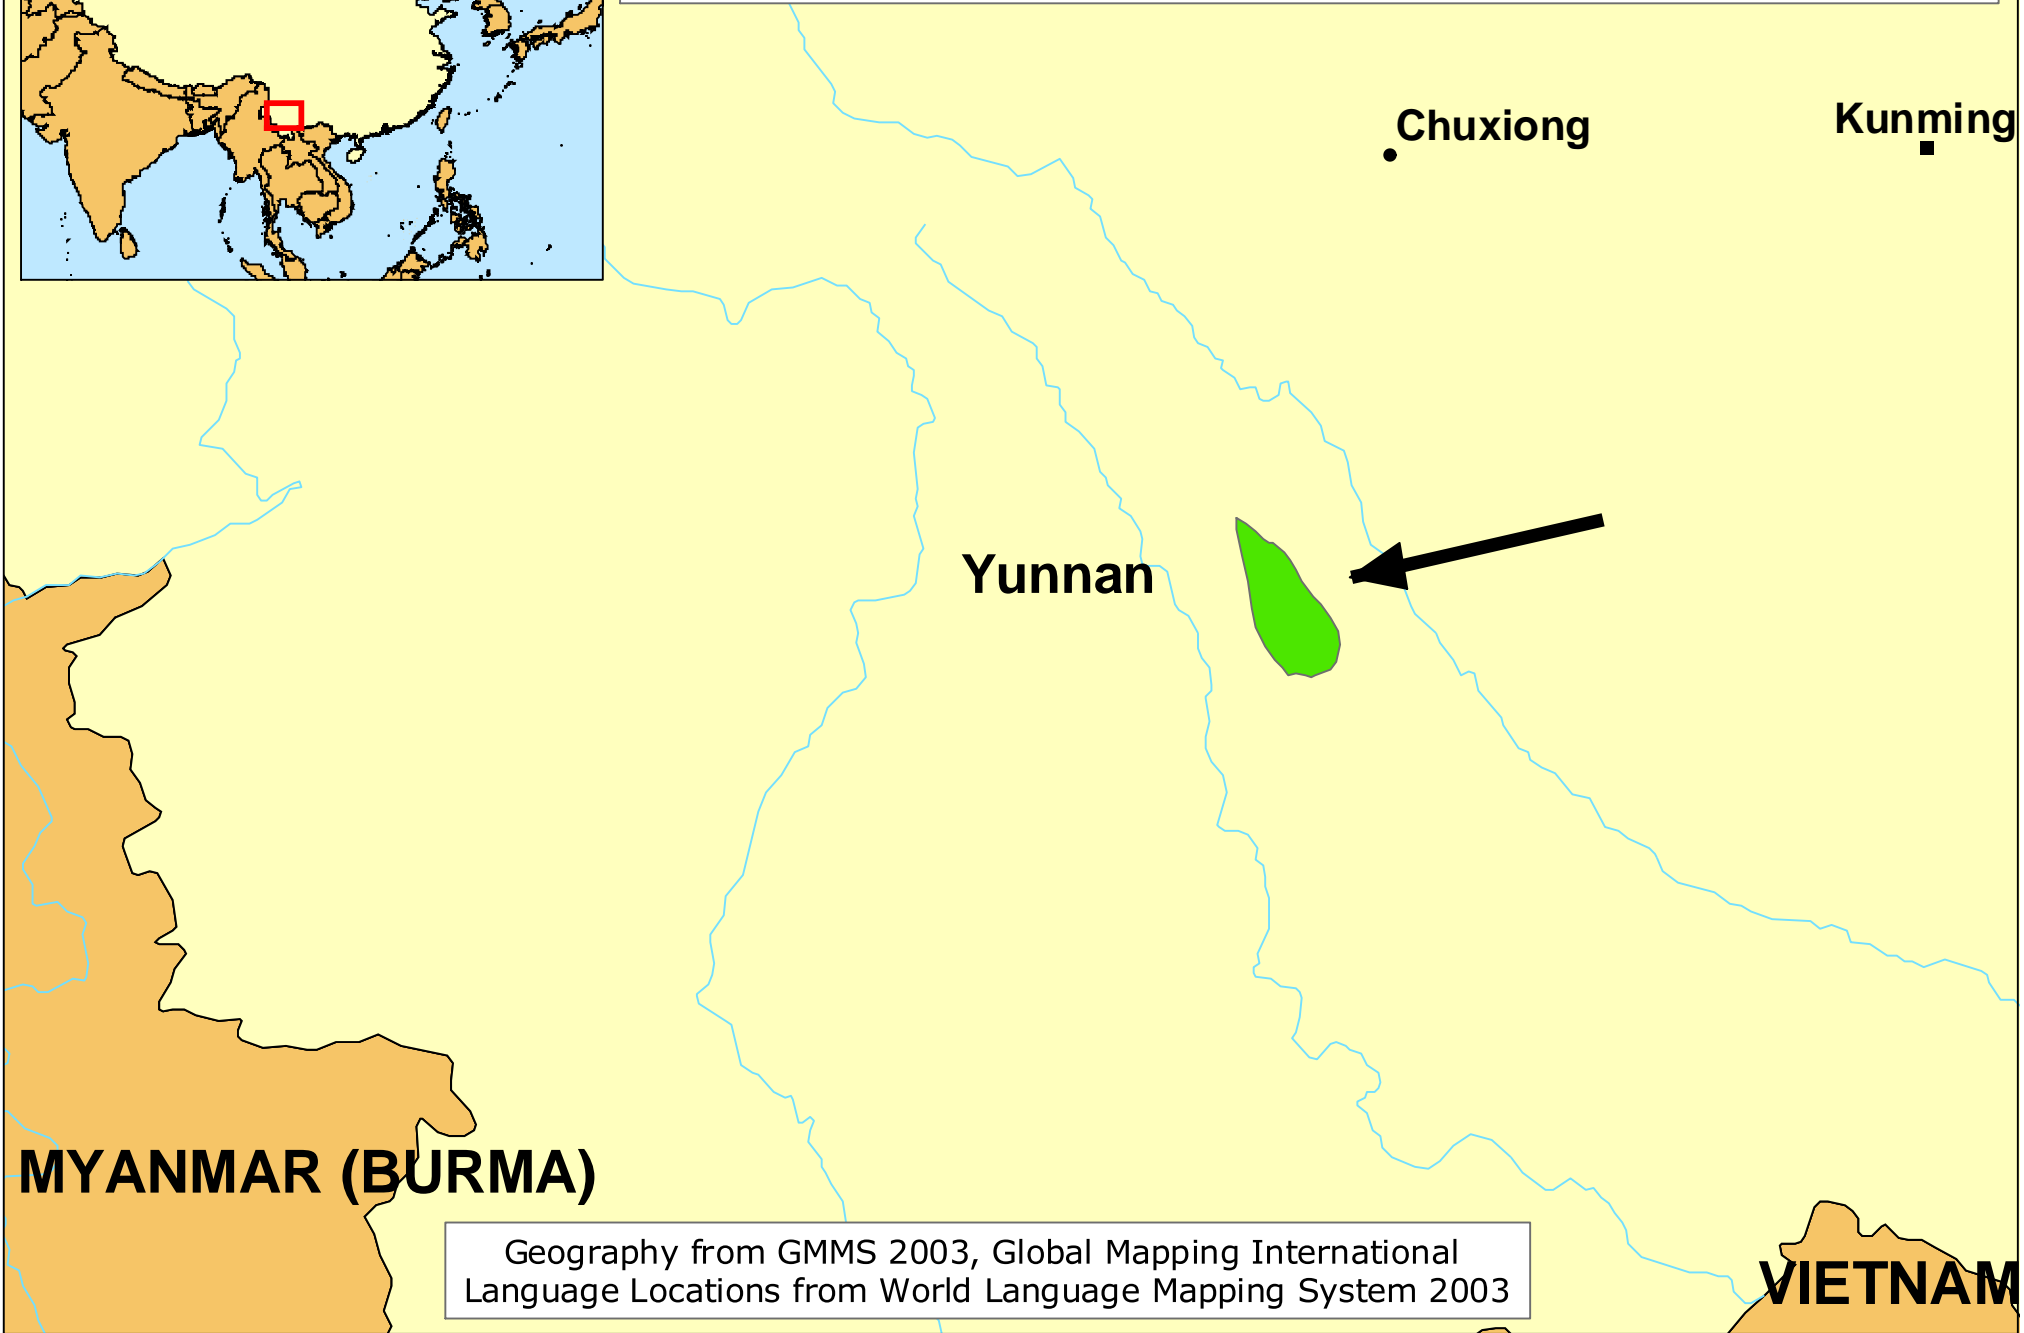 Chuxiong
Kunming
Yunnan
MYANMAR (BURMA)
Geography from GMMS 2003, Global Mapping International
Language Locations from World Language Mapping System 2003
VIETNAM